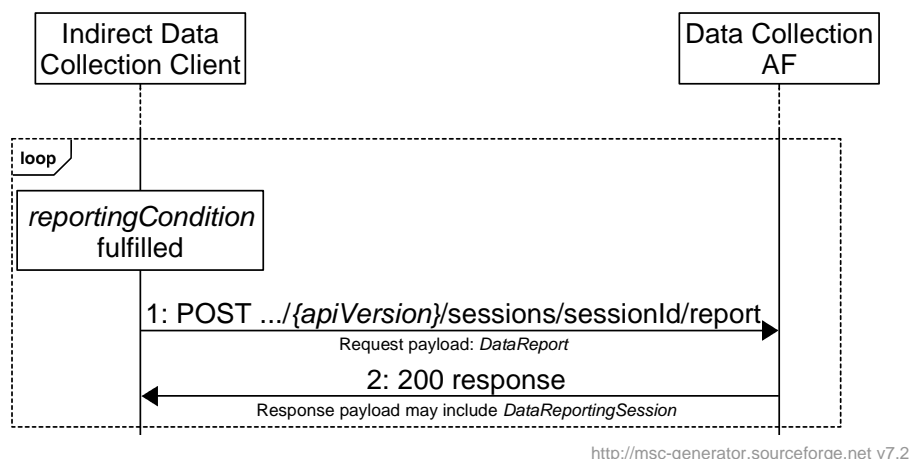 Indirect Data
Collection Client
Data Collection
AF
loop
reportingCondition
fulfilled
1: POST .../{apiVersion}/sessions/sessionId/report
Request payload: DataReport
2: 200 response
Response payload may include DataReportingSession
http://msc-generator.sourceforge.net v7.2